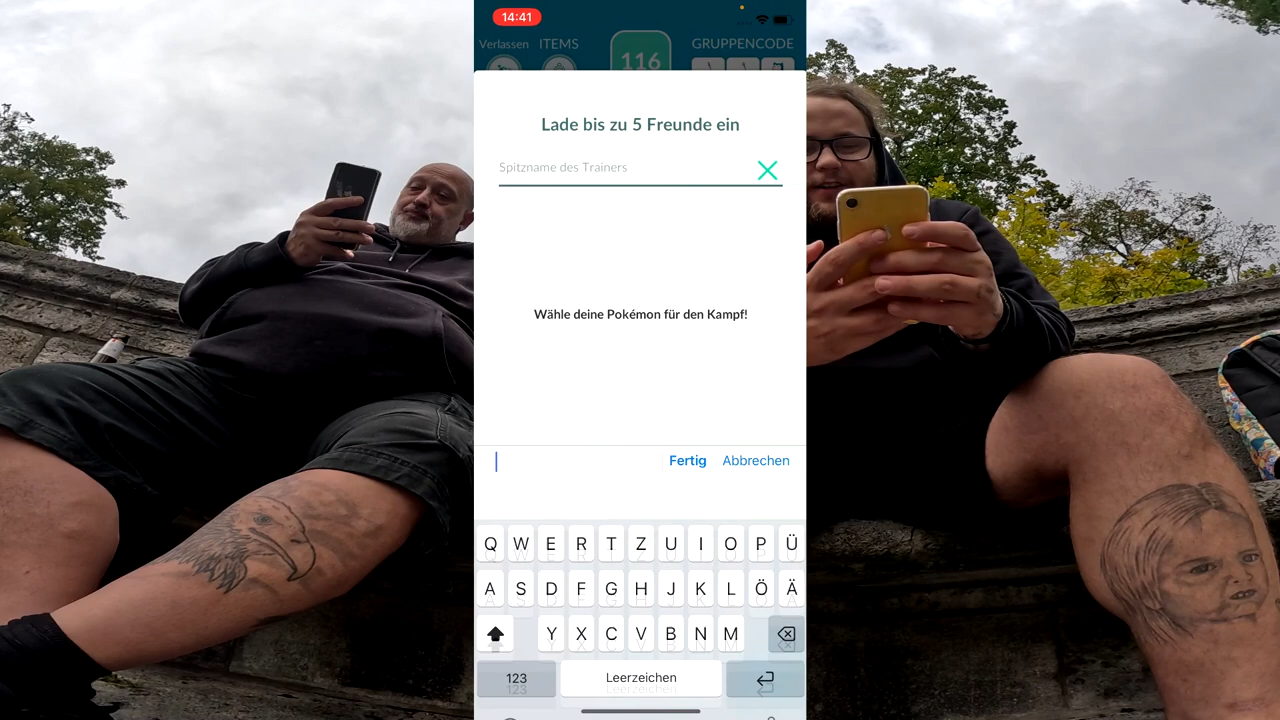 14:41
Verlassen ITEMS 116 GRUPPENCODE
Lade bis zu 5 Freunde ein
Spitzname des Trainers
Wähle deine Pokémon für den Kampf!
Fertig Abbrechen
Q W E R T Z U I O P Ü
A S D F G H J K L Ö Ä
Y X C V B N M
123 Leerzeichen